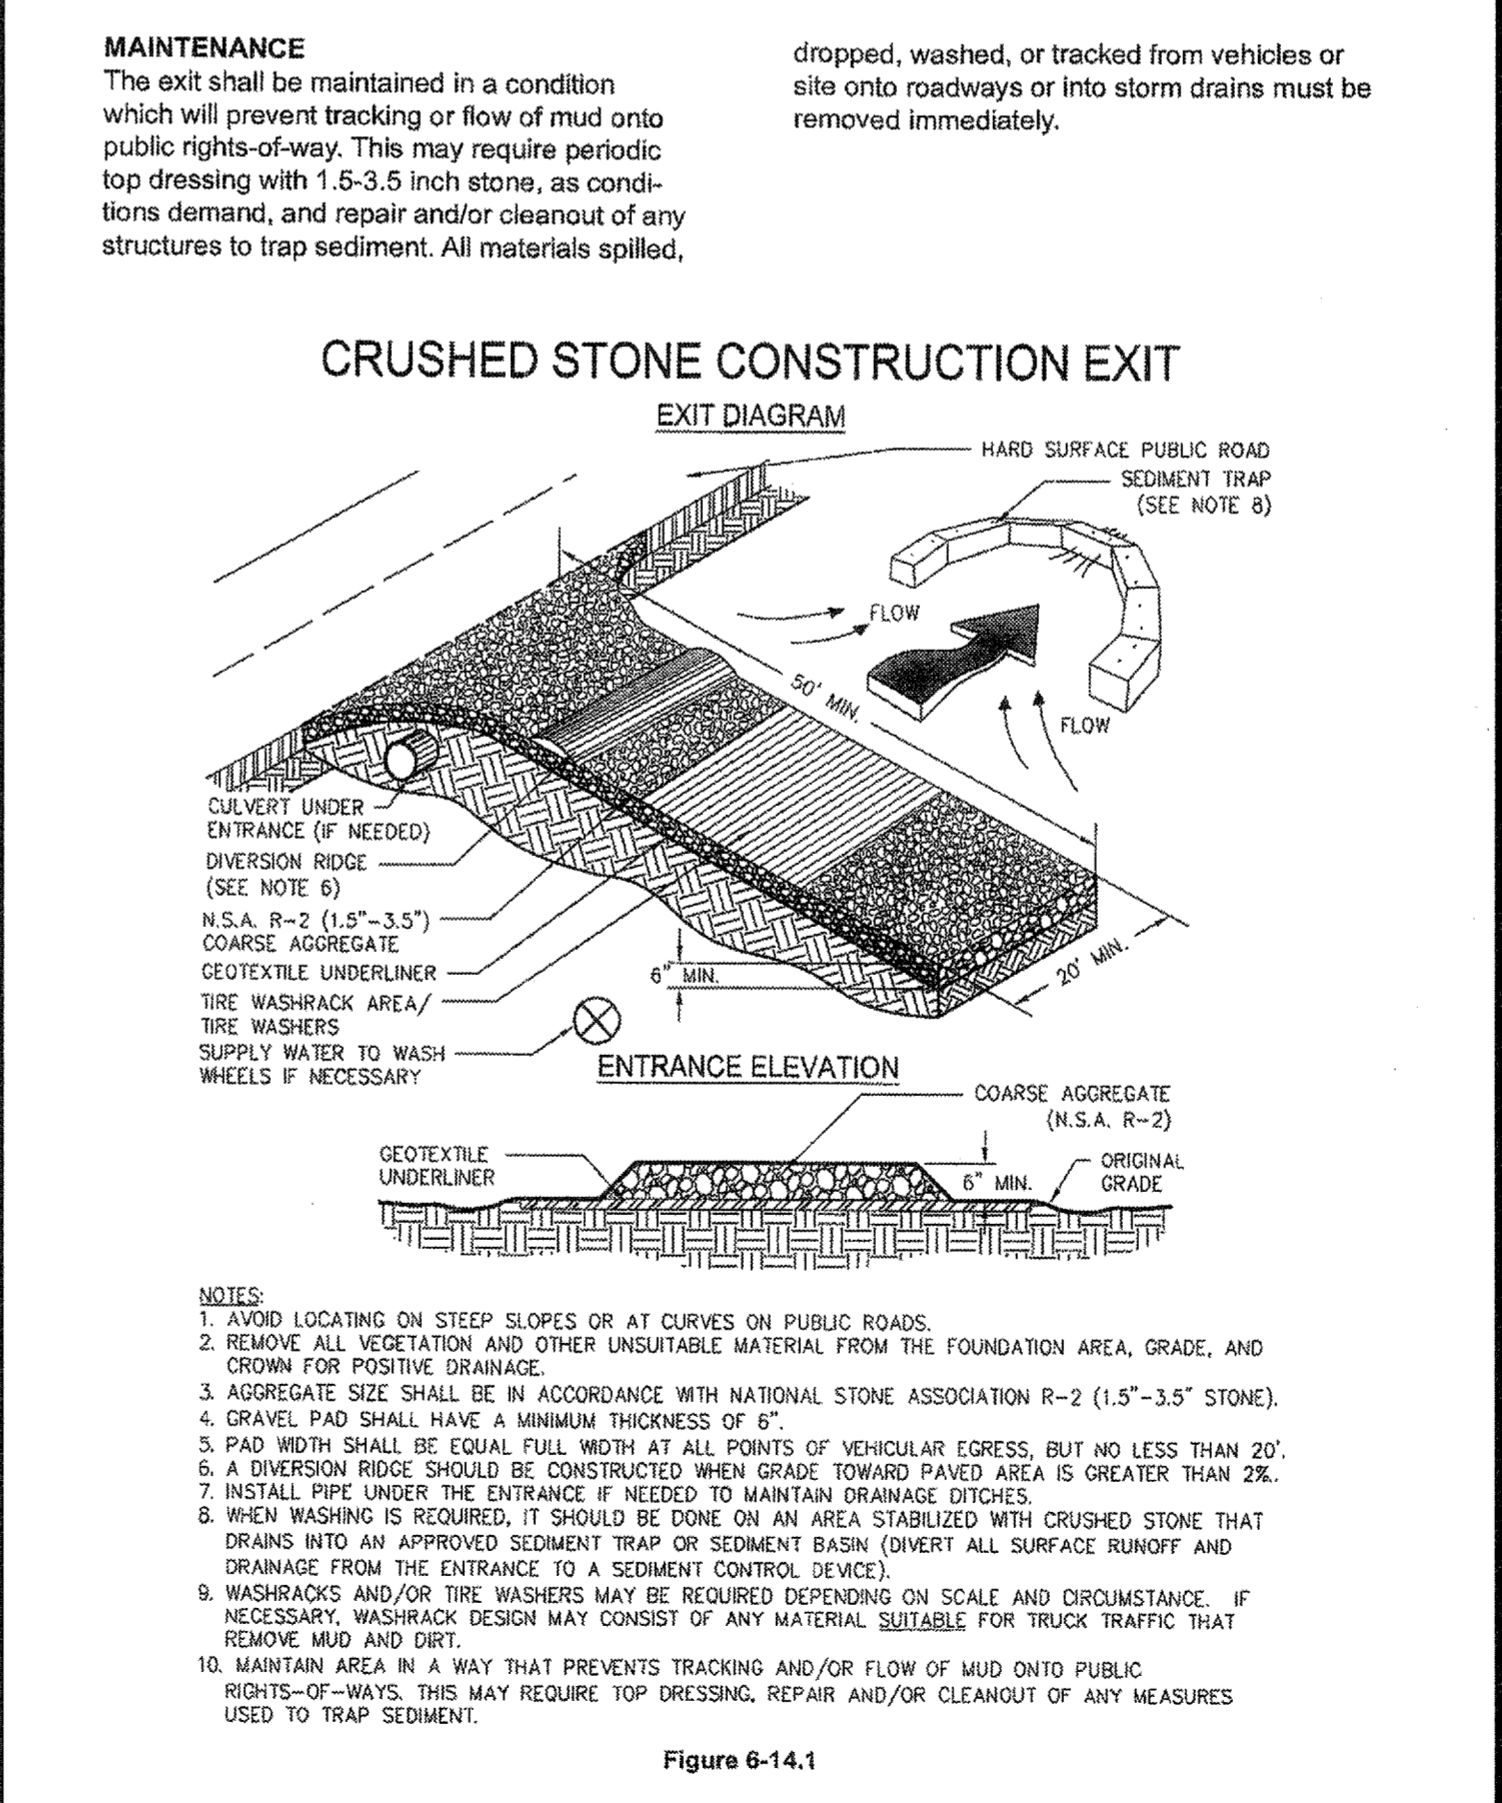 MAINTENANCE
The exit shall be maintained in a condition
which will prevent tracking or flow of mud onto
public rights-of-way. This may require periodic
top dressing with 1.5-3.5 inch stone, as condi-
tions demand, and repair and/or cleanout of any
structures to trap sediment. All materials spilled,
dropped, washed, or tracked from vehicles or
site onto roadways or into storm drains must be
removed immediately.
CRUSHED STONE CONSTRUCTION EXIT
EXIT DIAGRAM
HARD SURFACE PUBLIC ROAD
SEDIMENT TRAP
(SEE NOTE 8)
FLOW
50' MIN.
FLOW
CULVERT UNDER
ENTRANCE (IF NEEDED)
DIVERSION RIDGE
(SEE NOTE 6)
N.S.A. R-2 (1.5"-3.5")
COARSE AGGREGATE
GEOTEXTILE UNDERLINER
TIRE WASHRACK AREA/
TIRE WASHERS
SUPPLY WATER TO WASH
WHEELS IF NECESSARY
6" MIN.
20' MIN.
ENTRANCE ELEVATION
COARSE AGGREGATE
(N.S.A. R-2)
GEOTEXTILE
UNDERLINER
6" MIN.
ORIGINAL
GRADE
NOTES:
1. AVOID LOCATING ON STEEP SLOPES OR AT CURVES ON PUBLIC ROADS.
2. REMOVE ALL VEGETATION AND OTHER UNSUITABLE MATERIAL FROM THE FOUNDATION AREA, GRADE, AND
CROWN FOR POSITIVE DRAINAGE.
3. AGGREGATE SIZE SHALL BE IN ACCORDANCE WITH NATIONAL STONE ASSOCIATION R-2 (1.5"-3.5" STONE).
4. GRAVEL PAD SHALL HAVE A MINIMUM THICKNESS OF 6".
5. PAD WIDTH SHALL BE EQUAL FULL WIDTH AT ALL POINTS OF VEHICULAR EGRESS, BUT NO LESS THAN 20'.
6. A DIVERSION RIDGE SHOULD BE CONSTRUCTED WHEN GRADE TOWARD PAVED AREA IS GREATER THAN 2%.
7. INSTALL PIPE UNDER THE ENTRANCE IF NEEDED TO MAINTAIN DRAINAGE DITCHES.
8. WHEN WASHING IS REQUIRED, IT SHOULD BE DONE ON AN AREA STABILIZED WITH CRUSHED STONE THAT
DRAINS INTO AN APPROVED SEDIMENT TRAP OR SEDIMENT BASIN (DIVERT ALL SURFACE RUNOFF AND
DRAINAGE FROM THE ENTRANCE TO A SEDIMENT CONTROL DEVICE).
9. WASHRACKS AND/OR TIRE WASHERS MAY BE REQUIRED DEPENDING ON SCALE AND CIRCUMSTANCE. IF
NECESSARY, WASHRACK DESIGN MAY CONSIST OF ANY MATERIAL SUITABLE FOR TRUCK TRAFFIC THAT
REMOVE MUD AND DIRT.
10. MAINTAIN AREA IN A WAY THAT PREVENTS TRACKING AND/OR FLOW OF MUD ONTO PUBLIC
RIGHTS-OF-WAYS. THIS MAY REQUIRE TOP DRESSING, REPAIR AND/OR CLEANOUT OF ANY MEASURES
USED TO TRAP SEDIMENT.
Figure 6-14.1